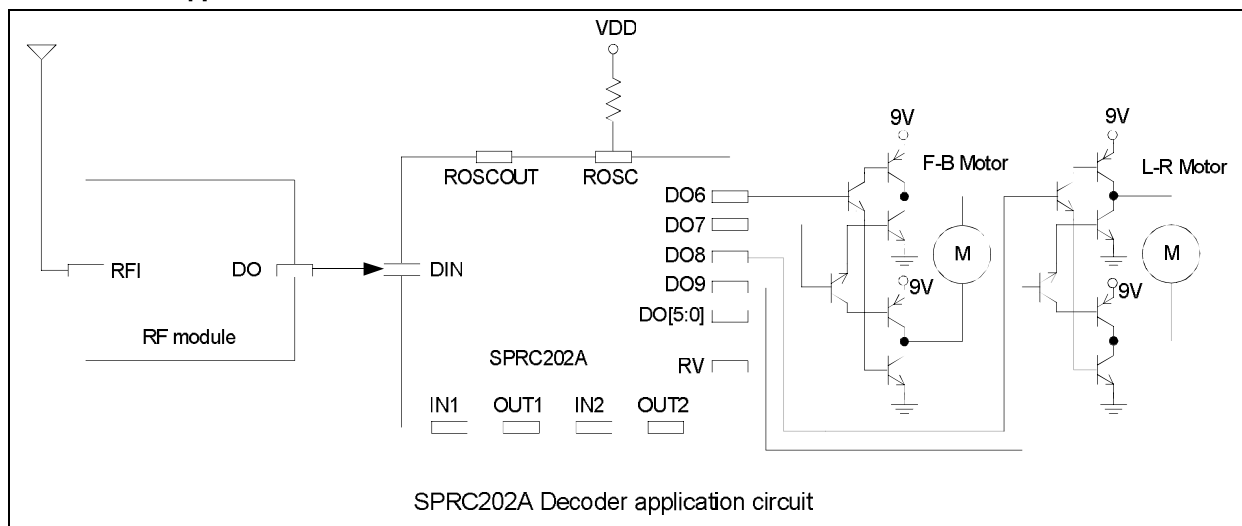 VDD
9V
9V
F-B Motor
L-R Motor
ROSCOUT
ROSC
DO6
DO7
RFI
DO
DIN
DO8
M
M
DO9
9V
9V
DO[5:0]
RF module
SPRC202A
RV
IN1
OUT1
IN2
OUT2
SPRC202A Decoder application circuit